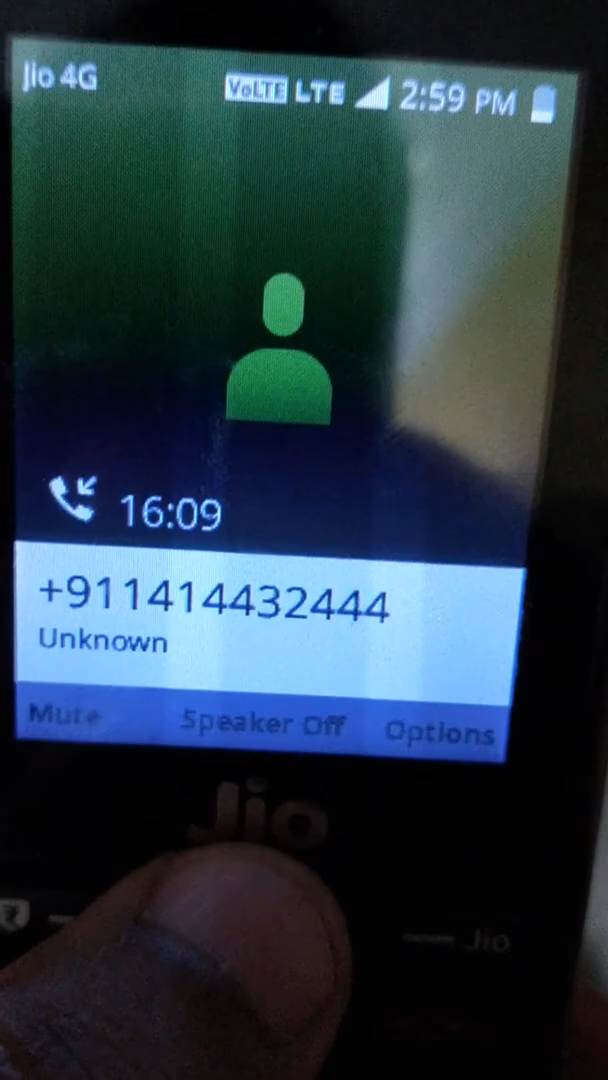 Jio 4G VoLTE LTE 2:59 PM
16:09
+911414432444
Unknown
Mute Speaker Off Options
Jio
Jio